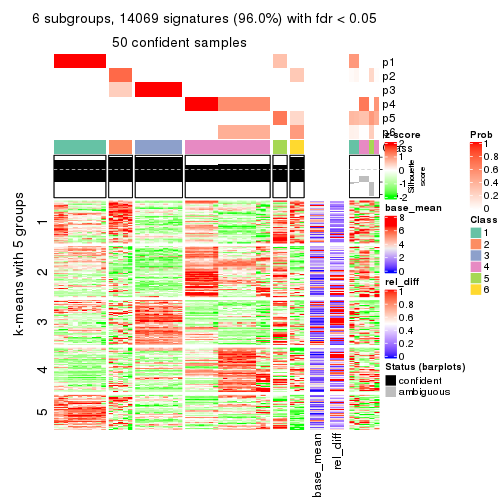 6 subgroups, 14069 signatures (96.0%) with fdr < 0.05
50 confident samples
p1
p2
p3
p4
p5
p6
Class
z_score
2
1
0
-1
-2
Silhouette
score
Prob
1
0.8
0.6
0.4
0.2
0
base_mean
8
6
4
2
0
Class
1
2
3
4
5
6
rel_diff
1
0.8
0.6
0.4
0.2
0
Status (barplots)
confident
ambiguous
k-means with 5 groups
1
2
3
4
5
base_mean
rel_diff